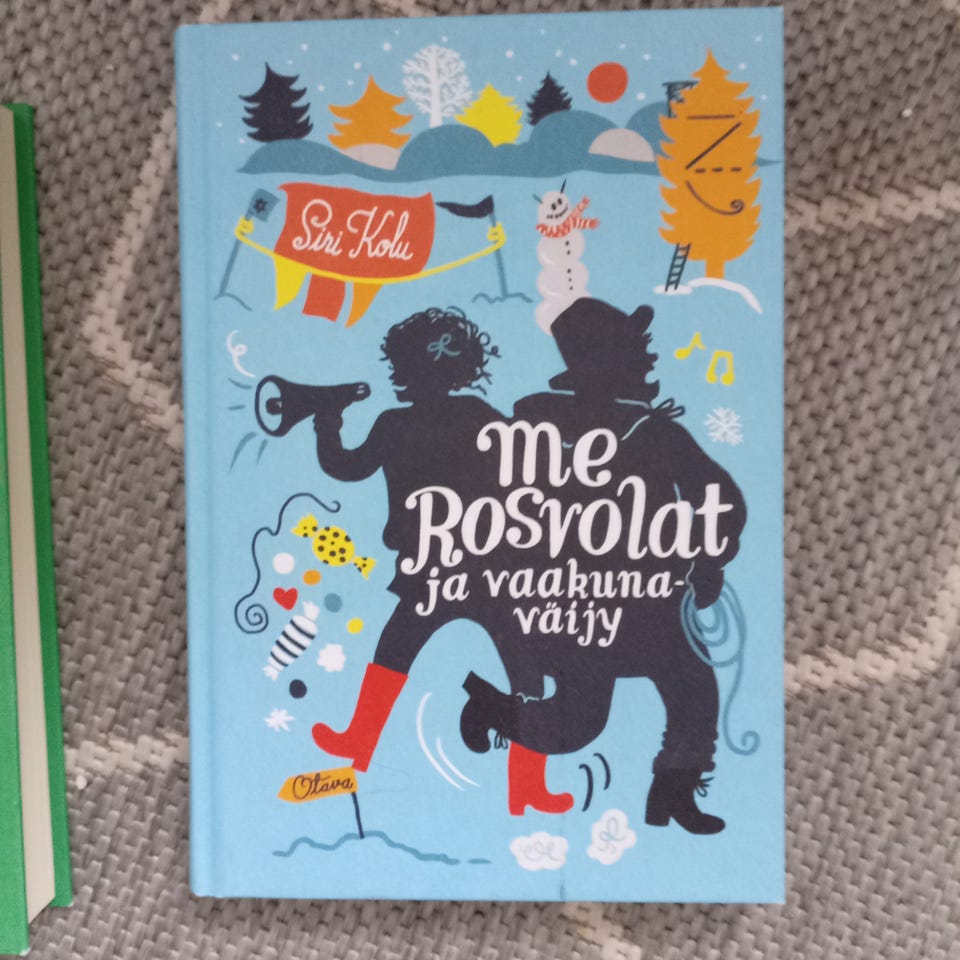 Siri Kolu
me
Rosvolat
ja vaakuna-
väijy
Otava